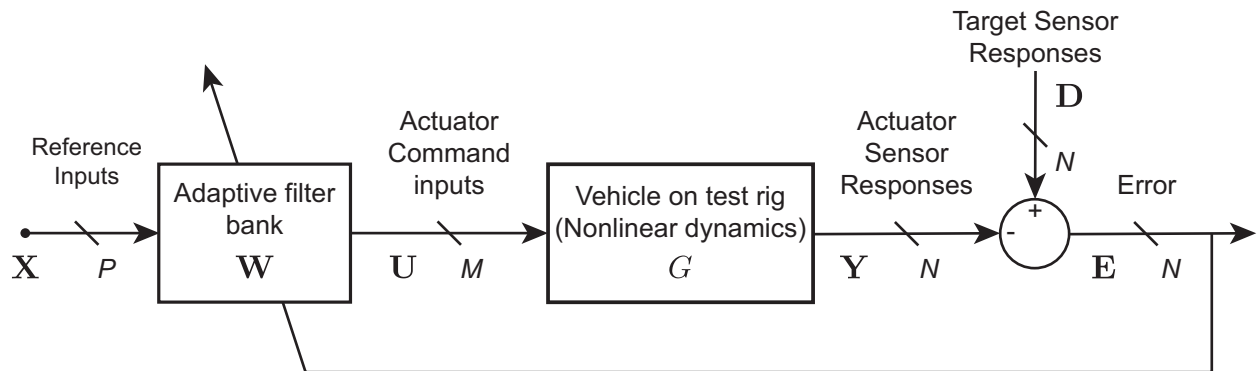 Target Sensor
Responses
D
N
Reference
Inputs
X
P
Adaptive filter
bank
W
Actuator
Command
inputs
U
M
Vehicle on test rig
(Nonlinear dynamics)
G
Actuator
Sensor
Responses
Y
N
+
-
Error
E
N